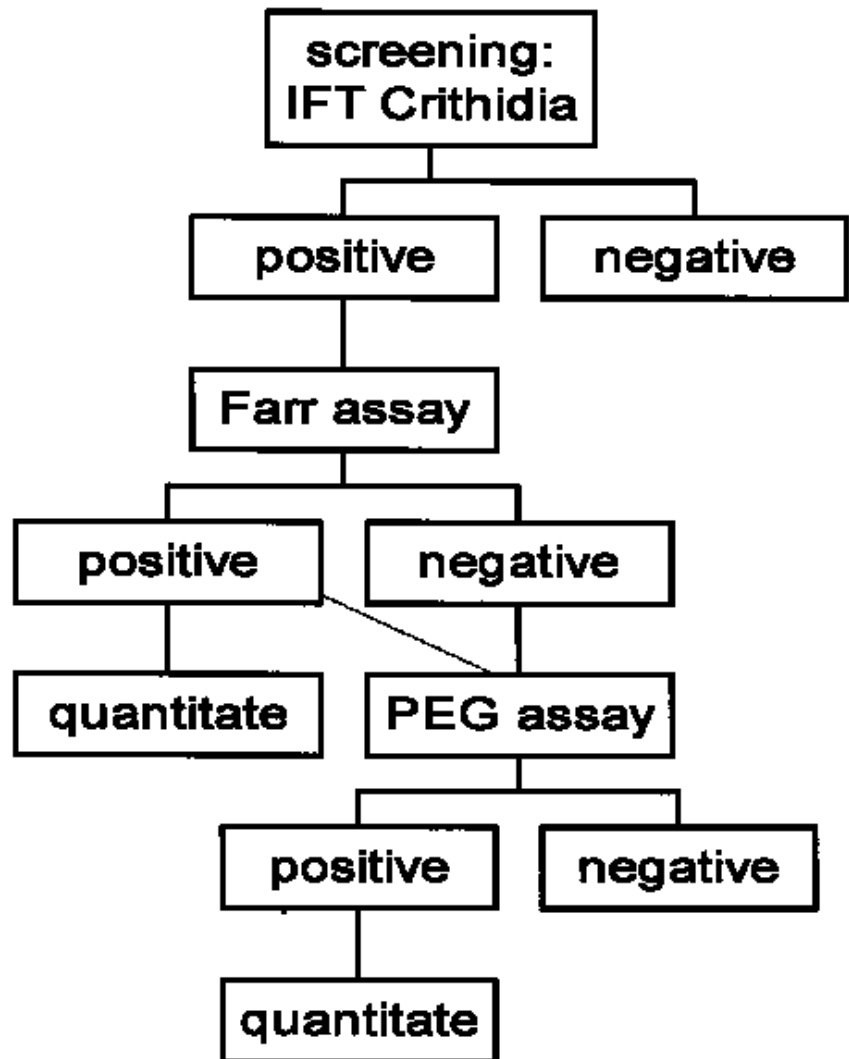 screening:
IFT Crithidia
positive
negative
Farr assay
positive
negative
quantitate
PEG assay
positive
negative
quantitate